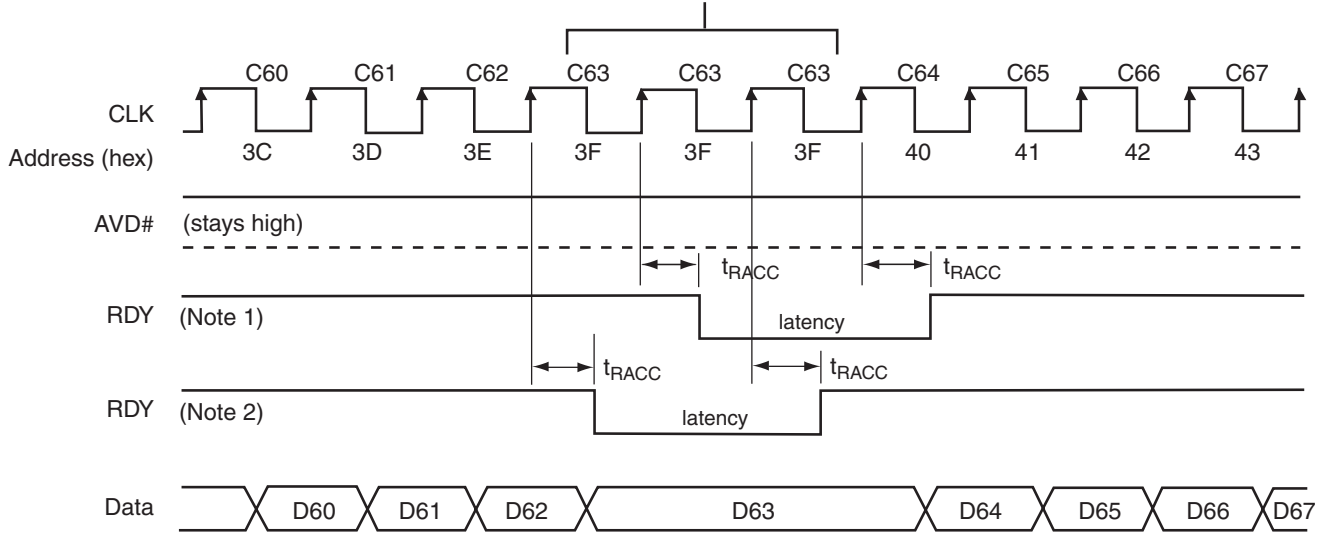 C60 C61 C62 C63 C63 C63 C64 C65 C66 C67
CLK
Address (hex) 3C 3D 3E 3F 3F 3F 40 41 42 43
AVD# (stays high)
tRACC tRACC
RDY (Note 1) latency
tRACC tRACC
RDY (Note 2) latency
Data D60 D61 D62 D63 D64 D65 D66 D67